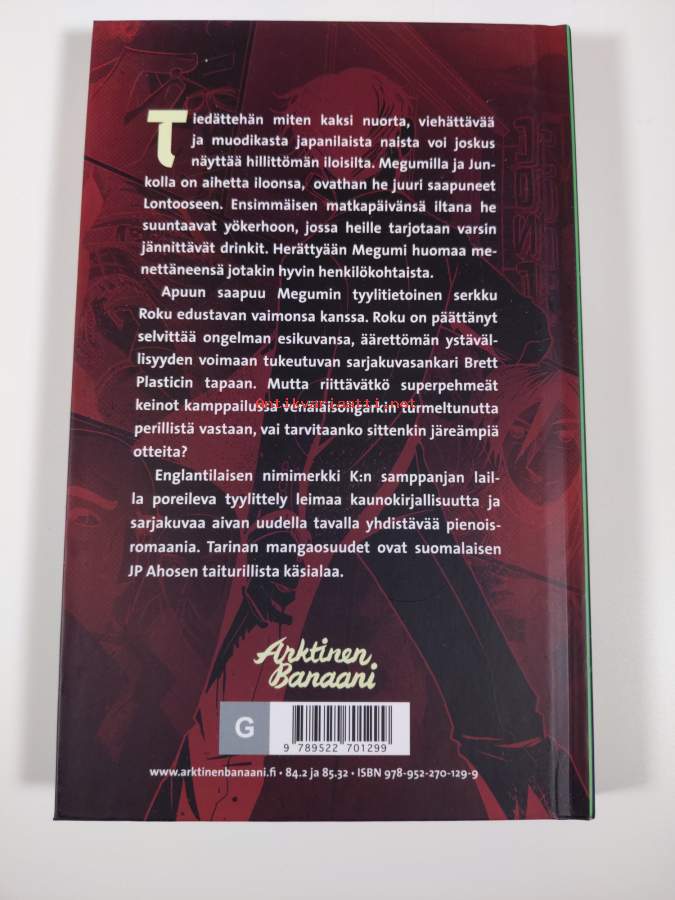 Tiedättehän miten kaksi nuorta, viehättävää
ja muodikasta japanilaista naista voi joskus
näyttää hillittömän iloisilta. Megumilla ja Jun-
kolla on aihetta iloonsa, ovathan he juuri saapuneet
Lontooseen. Ensimmäisen matkapäivänsä iltana he
suuntaavat yökerhoon, jossa heille tarjotaan varsin
jännittävät drinkit. Herättyään Megumi huomaa me-
nettäneensä jotakin hyvin henkilökohtaista.
Apuun saapuu Megumin tyylitietoinen serkku
Roku edustavan vaimonsa kanssa. Roku on päättänyt
selvittää ongelman esikuvansa, äärettömän ystäväl-
lisyyden voimaan tukeutuvan sarjakuvasankari Brett
Plasticin tapaan. Mutta riittävätkö superpehmeät
keinot kamppailussa venäläisoligarkin turmeltunutta
Antikvariaatti.net
perillistä vastaan, vai tarvitaanko sittenkin järeämpiä
otteita?
Englantilaisen nimimerkki K:n samppanjan lail-
la poreileva tyylittely leimaa kaunokirjallisuutta ja
sarjakuvaa aivan uudella tavalla yhdistävää pienois-
romaania. Tarinan mangaosuudet ovat suomalaisen
JP Ahosen taiturillista käsialaa.
Arktinen
Banaani
G
9 789522 701299
www.arktinenbanaani.fi • 84.2 ja 85.32 • ISBN 978-952-270-129-9